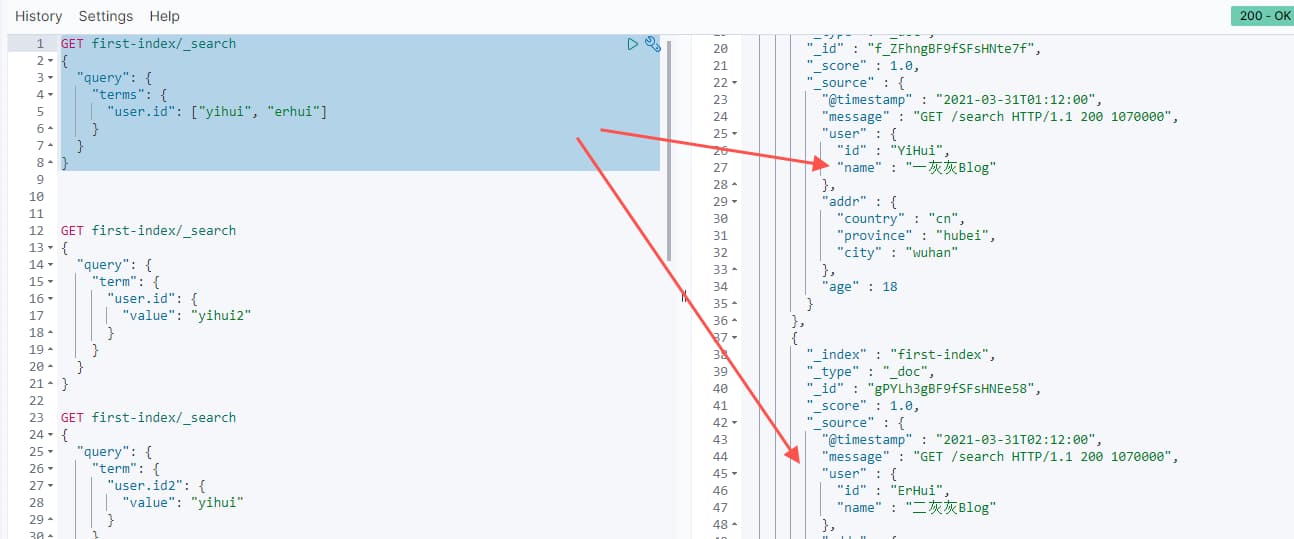 History Settings Help
200 - OK
1 GET first-index/_search
2 {
3 "query": {
4 "terms": {
5 "user.id": ["yihui", "erhui"]
6 }
7 }
8 }
9
10
11
12 GET first-index/_search
13 {
14 "query": {
15 "term": {
16 "user.id": {
17 "value": "yihui2"
18 }
19 }
20 }
21 }
22
23 GET first-index/_search
24 {
25 "query": {
26 "term": {
27 "user.id2": {
28 "value": "yihui"
29 }
30 }
20 "_id" : "f_ZFhngBF9fSFsHNte7f",
21 "_score" : 1.0,
22 "_source" : {
23 "@timestamp" : "2021-03-31T01:12:00",
24 "message" : "GET /search HTTP/1.1 200 1070000",
25 "user" : {
26 "id" : "YiHui",
27 "name" : "一灰灰Blog"
28 },
29 "addr" : {
30 "country" : "cn",
31 "province" : "hubei",
32 "city" : "wuhan"
33 },
34 "age" : 18
35 }
36 },
37 {
38 "_index" : "first-index",
39 "_type" : "_doc",
40 "_id" : "gPYLh3gBF9fSFsHNEe58",
41 "_score" : 1.0,
42 "_source" : {
43 "@timestamp" : "2021-03-31T02:12:00",
44 "message" : "GET /search HTTP/1.1 200 1070000",
45 "user" : {
46 "id" : "ErHui",
47 "name" : "二灰灰Blog"
48 },